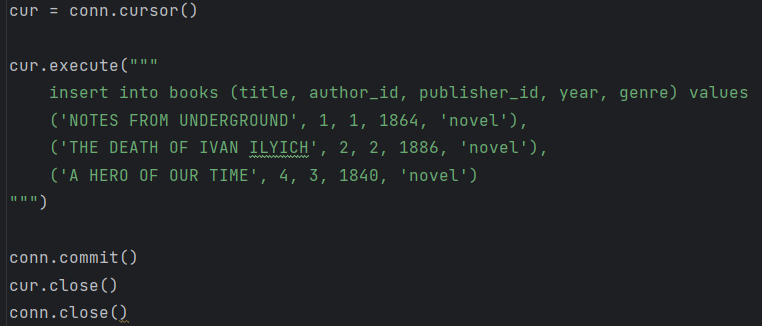 cur = conn.cursor()
cur.execute("""
insert into books (title, author_id, publisher_id, year, genre) values
('NOTES FROM UNDERGROUND', 1, 1, 1864, 'novel'),
('THE DEATH OF IVAN ILYICH', 2, 2, 1886, 'novel'),
('A HERO OF OUR TIME', 4, 3, 1840, 'novel')
""")
conn.commit()
cur.close()
conn.close()